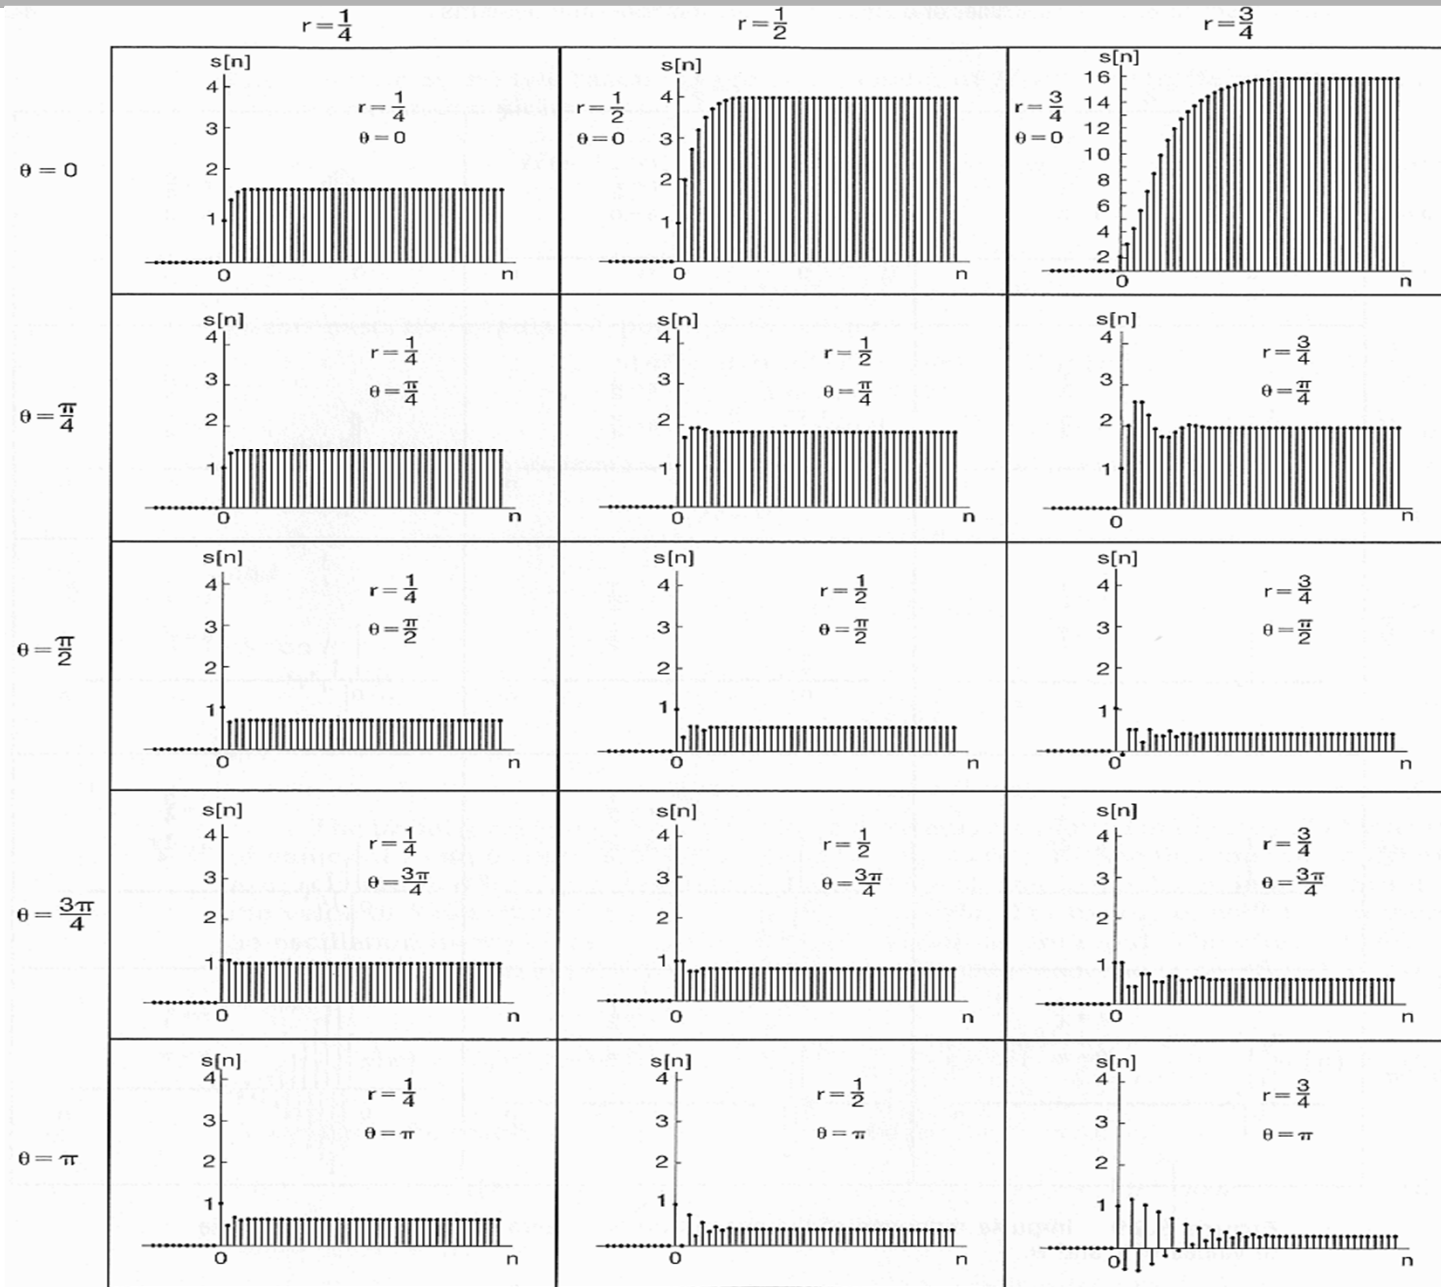 r = 1/4 r = 1/2 r = 3/4
θ = 0
s[n]
4
3
2
1
0
r = 1/4
θ = 0
s[n]
4
3
2
1
0 n
r = 1/2
θ = 0
s[n]
16
14
12
10
8
6
4
2
0 n
r = 3/4
θ = 0
θ = π/4
s[n]
4
3
2
1
0 n
r = 1/4
θ = π/4
s[n]
4
3
2
1
0 n
r = 1/2
θ = π/4
s[n]
4
3
2
1
0 n
r = 3/4
θ = π/4
θ = π/2
s[n]
4
3
2
1
0 n
r = 1/4
θ = π/2
s[n]
4
3
2
1
0 n
r = 1/2
θ = π/2
s[n]
4
3
2
1
0 n
r = 3/4
θ = π/2
θ = 3π/4
s[n]
4
3
2
1
0 n
r = 1/4
θ = 3π/4
s[n]
4
3
2
1
0 n
r = 1/2
θ = 3π/4
s[n]
4
3
2
1
0 n
r = 3/4
θ = 3π/4
θ = π
s[n]
4
3
2
1
0 n
r = 1/4
θ = π
s[n]
4
3
2
1
0 n
r = 1/2
θ = π
s[n]
4
3
2
1
0 n
r = 3/4
θ = π